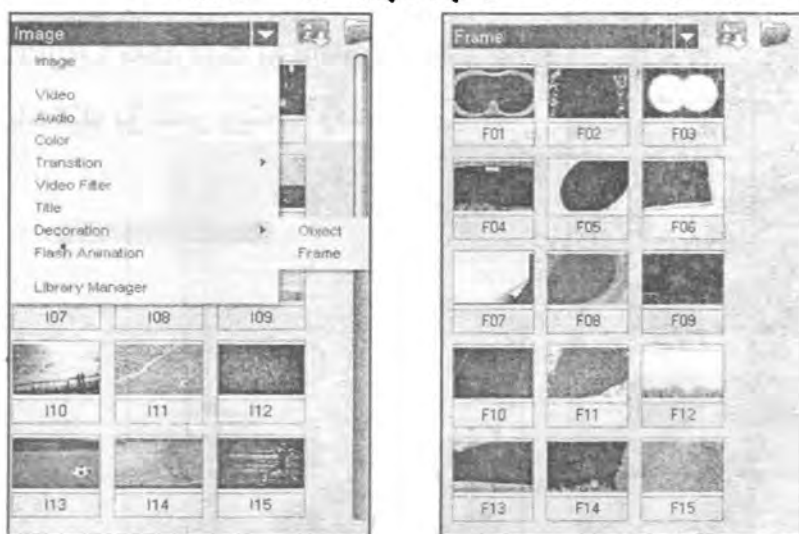 Image
Image
Video
Audio
Color
Transition
Video Filter
Title
Decoration
Object
Flash Animation
Frame
Library Manager
I07 I08 I09
I10 I11 I12
I13 I14 I15
Frame
F01 F02 F03
F04 F05 F06
F07 F08 F09
F10 F11 F12
F13 F14 F15